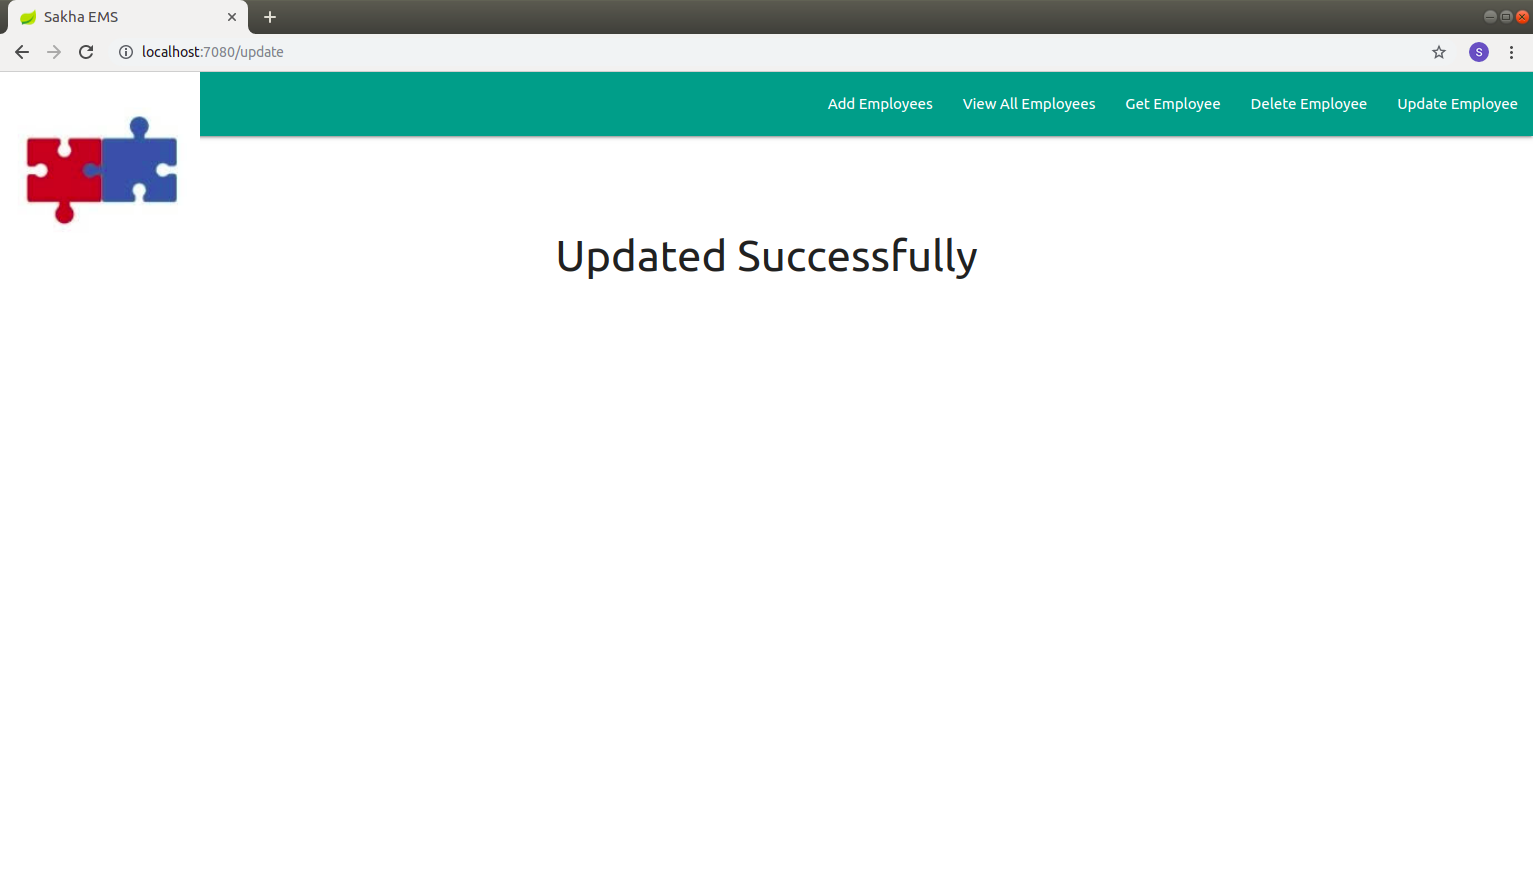 Sakha EMS
localhost:7080/update
S
Add Employees View All Employees Get Employee Delete Employee Update Employee
Updated Successfully